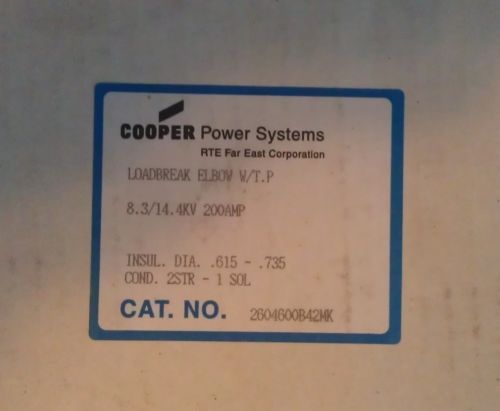 COOPER Power Systems
RTE Far East Corporation
LOADBREAK ELBOW W/T.P
8.3/14.4KV 200AMP
INSUL. DIA. .615 - .735
COND. 2STR - 1 SOL
CAT. NO. 2604600B42MK